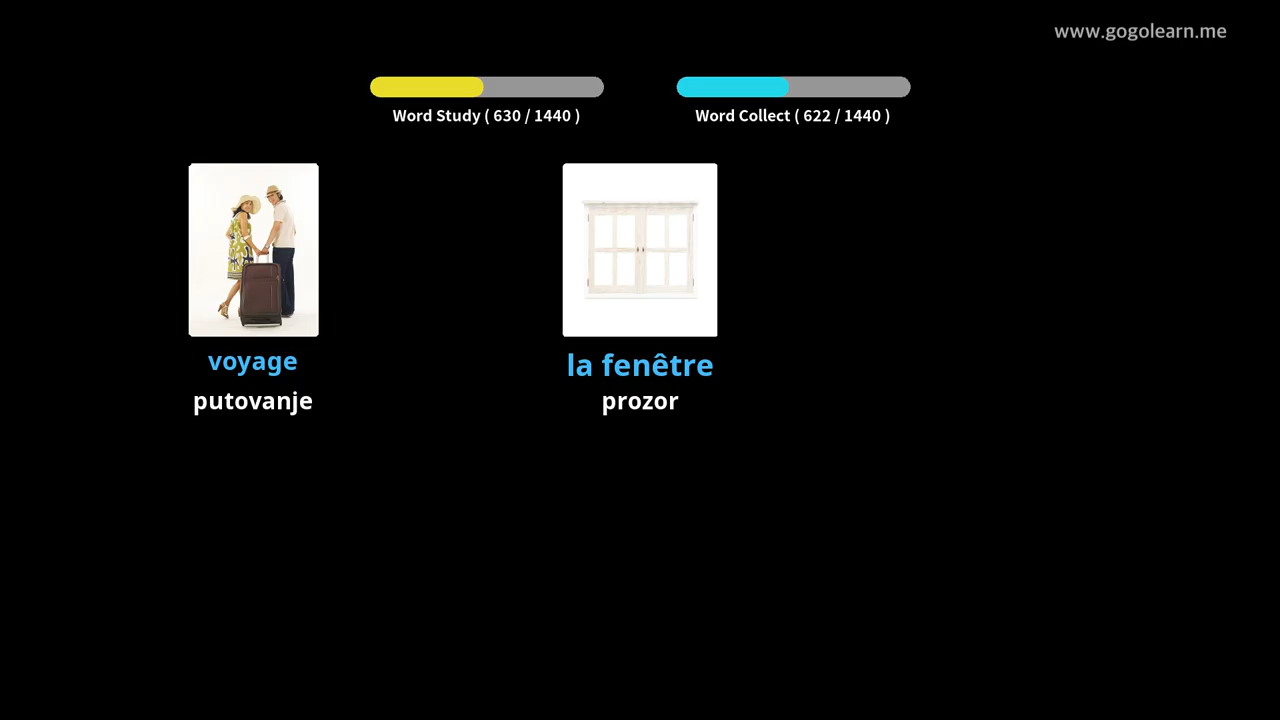 www.gogolearn.me
Word Study ( 630 / 1440 )
Word Collect ( 622 / 1440 )
voyage
putovanje
la fenêtre
prozor